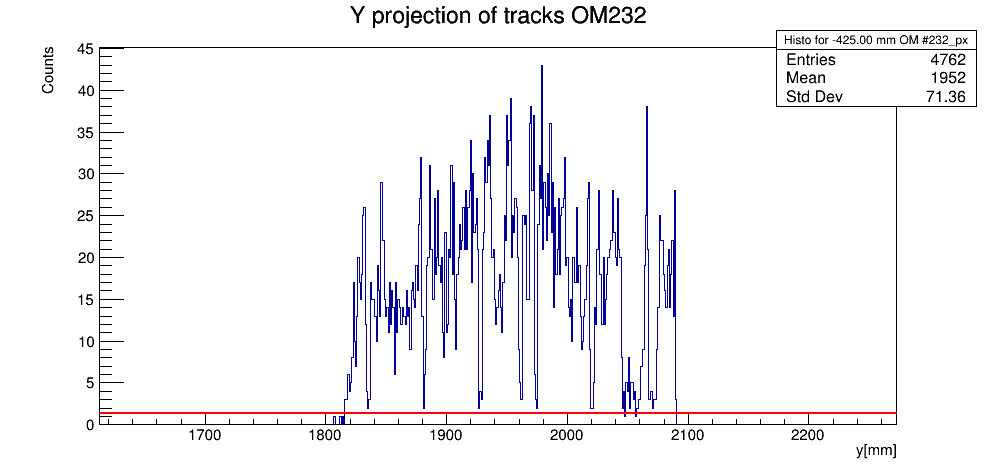 Y projection of tracks OM232
Histo for -425.00 mm OM #232_px
Entries 4762
Mean 1952
Std Dev 71.36
Counts
45
40
35
30
25
20
15
10
5
0
1700 1800 1900 2000 2100 2200
y[mm]